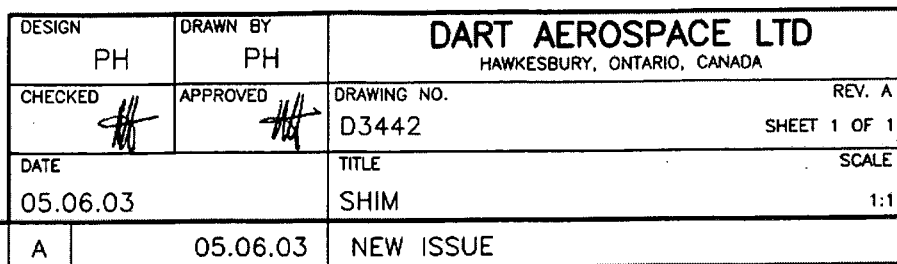 DESIGN
PH
DRAWN BY
PH
DART AEROSPACE LTD
HAWKESBURY, ONTARIO, CANADA
CHECKED
APPROVED
DRAWING NO.
D3442
REV. A
SHEET 1 OF 1
DATE
05.06.03
TITLE
SHIM
SCALE
1:1
A 05.06.03 NEW ISSUE